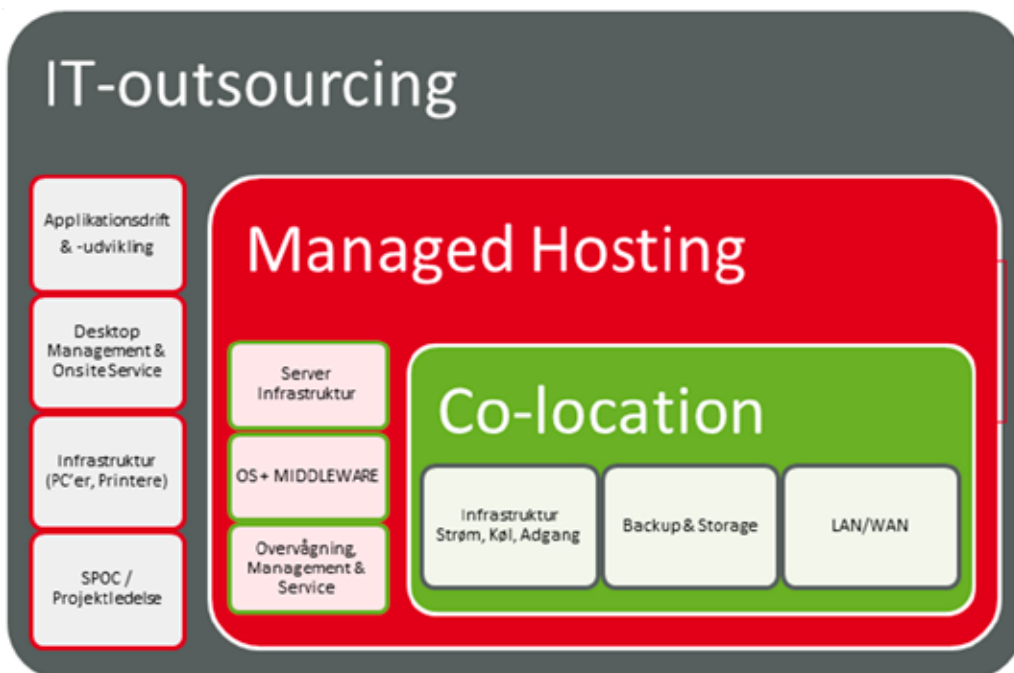 IT-outsourcing
Applikationsdrift
& -udvikling
Desktop
Management &
Onsite Service
Infrastruktur
(PC'er, Printere)
SPOC /
Projektledelse
Managed Hosting
Server
Infrastruktur
OS + MIDDLEWARE
Overvågning,
Management &
Service
Co-location
Infrastruktur
Strøm, Køl, Adgang
Backup & Storage
LAN/WAN